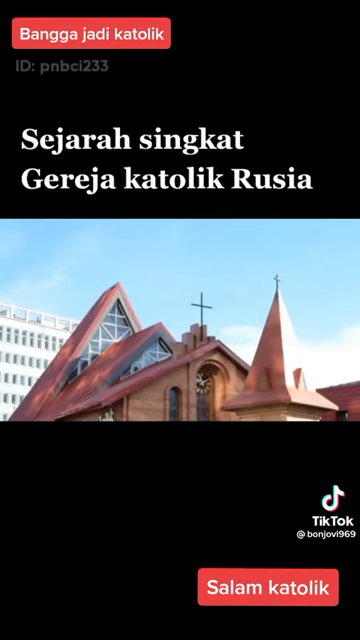 Bangga jadi katolik
ID: pnbci233
Sejarah singkat
Gereja katolik Rusia
TikTok
@bonjovi969
Salam katolik